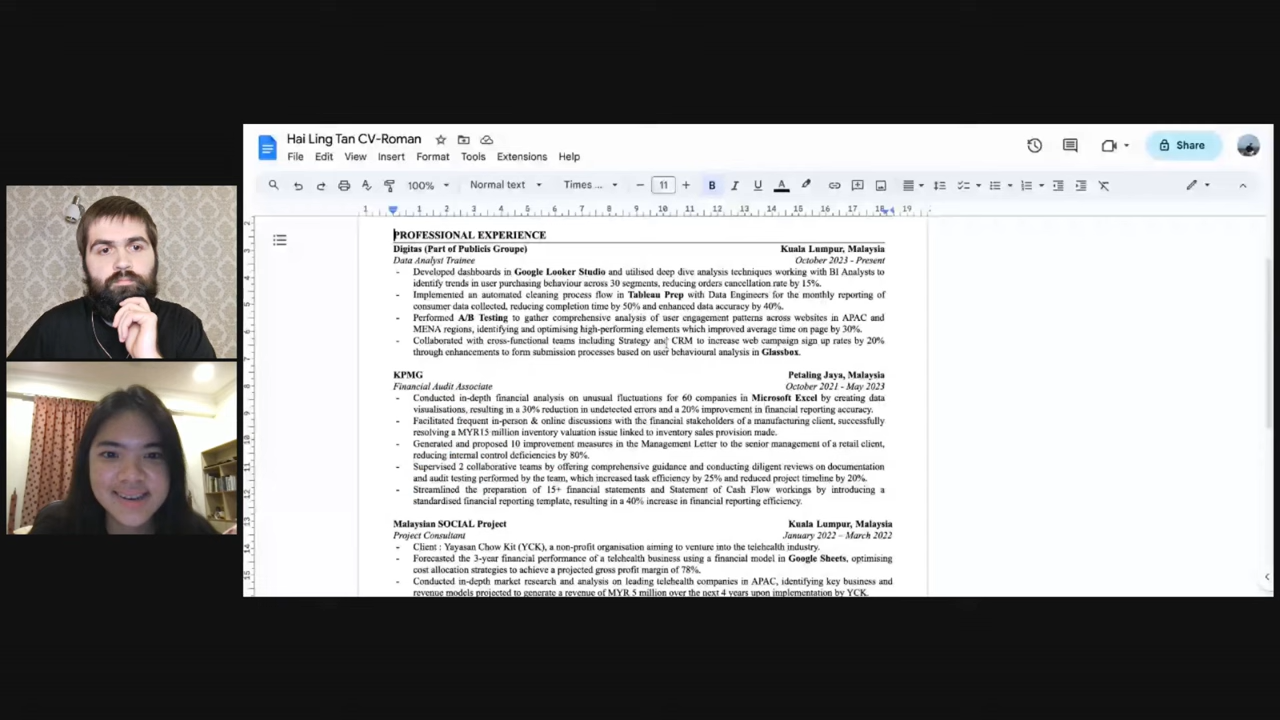 Hai Ling Tan CV-Roman
Share
File Edit View Insert Format Tools Extensions Help
100% Normal text Times ... 11
1 1 2 3 4 5 6 7 8 9 10 11 12 13 14 15 16 17 18 19
PROFESSIONAL EXPERIENCE
Digitas (Part of Publicis Groupe) Kuala Lumpur, Malaysia
Data Analyst Trainee October 2023 - Present
- Developed dashboards in Google Looker Studio and utilised deep dive analysis techniques working with BI Analysts to
identify trends in user purchasing behaviour across 30 segments, reducing orders cancellation rate by 15%.
- Implemented an automated cleaning process flow in Tableau Prep with Data Engineers for the monthly reporting of
consumer data collected, reducing completion time by 50% and enhanced data accuracy by 40%.
- Performed A/B Testing to gather comprehensive analysis of user engagement patterns across websites in APAC and
MENA regions, identifying and optimising high-performing elements which improved average time on page by 30%.
- Collaborated with cross-functional teams including Strategy and CRM to increase web campaign sign up rates by 20%
through enhancements to form submission processes based on user behavioural analysis in Glassbox.
KPMG Petaling Jaya, Malaysia
Financial Audit Associate October 2021 - May 2023
- Conducted in-depth financial analysis on unusual fluctuations for 60 companies in Microsoft Excel by creating data
visualisations, resulting in a 30% reduction in undetected errors and a 20% improvement in financial reporting accuracy.
- Facilitated frequent in-person & online discussions with the financial stakeholders of a manufacturing client, successfully
resolving a MYR15 million inventory valuation issue linked to inventory sales provision made.
- Generated and proposed 10 improvement measures in the Management Letter to the senior management of a retail client,
reducing internal control deficiencies by 80%.
- Supervised 2 collaborative teams by offering comprehensive guidance and conducting diligent reviews on documentation
and audit testing performed by the team, which increased task efficiency by 25% and reduced project timeline by 20%.
- Streamlined the preparation of 15+ financial statements and Statement of Cash Flow workings by introducing a
standardised financial reporting template, resulting in a 40% increase in financial reporting efficiency.
Malaysian SOCIAL Project Kuala Lumpur, Malaysia
Project Consultant January 2022 – March 2022
- Client : Yayasan Chow Kit (YCK), a non-profit organisation aiming to venture into the telehealth industry.
- Forecasted the 3-year financial performance of a telehealth business using a financial model in Google Sheets, optimising
cost allocation strategies to achieve a projected gross profit margin of 78%.
- Conducted in-depth market research and analysis on leading telehealth companies in APAC, identifying key business and
revenue models projected to generate a revenue of MYR 5 million over the next 4 years upon implementation by YCK.